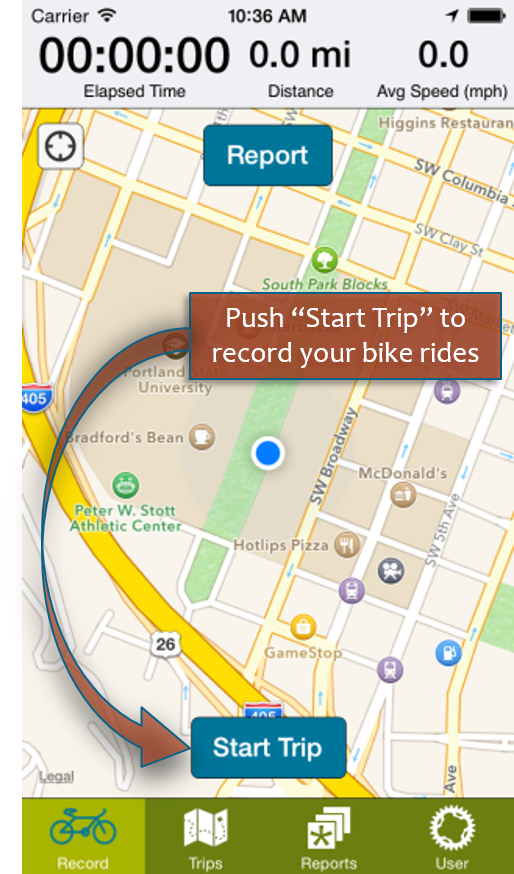 Carrier 10:36 AM
00:00:00 0.0 mi 0.0
Elapsed Time Distance Avg Speed (mph)
Higgins Restauran
Report
SW Columbia
SW Clay St
South Park Blocks
Push “Start Trip” to
record your bike rides
Market
Portland State
University
405
Bradford's Bean
SW Broadway
McDonald's
Peter W. Stott
Athletic Center
SW 5th Ave
Hotlips Pizza
26
GameStop
405
Start Trip
Legal
Ave
Record Trips Reports User